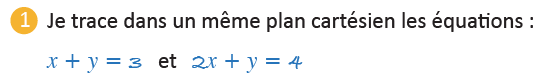 1 Je trace dans un même plan cartésien les équations :
x + y = 3 et 2x + y = 4